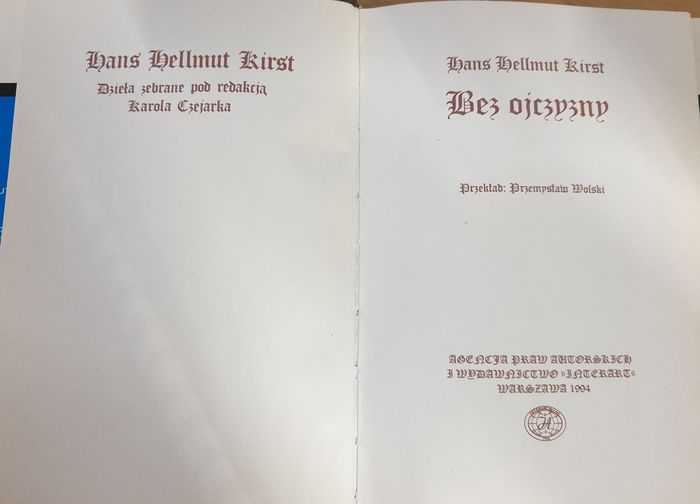 Hans Hellmut Kirst
Dzieła zebrane pod redakcją
Karola Czejarka
Hans Hellmut Kirst
Bez ojczyzny
Przekład: Przemysław Wolski
AGENCJA PRAW AUTORSKICH
I WYDAWNICTWO »INTERART«
WARSZAWA 1994